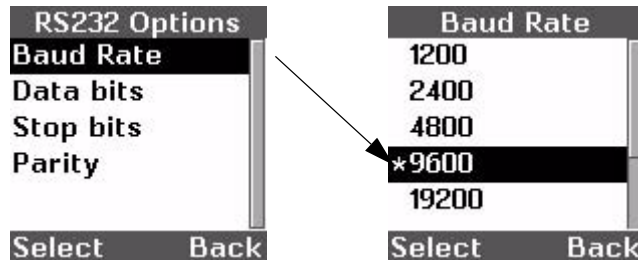 RS232 Options
Baud Rate
Data bits
Stop bits
Parity
Select Back
Baud Rate
1200
2400
4800
*9600
19200
Select Back